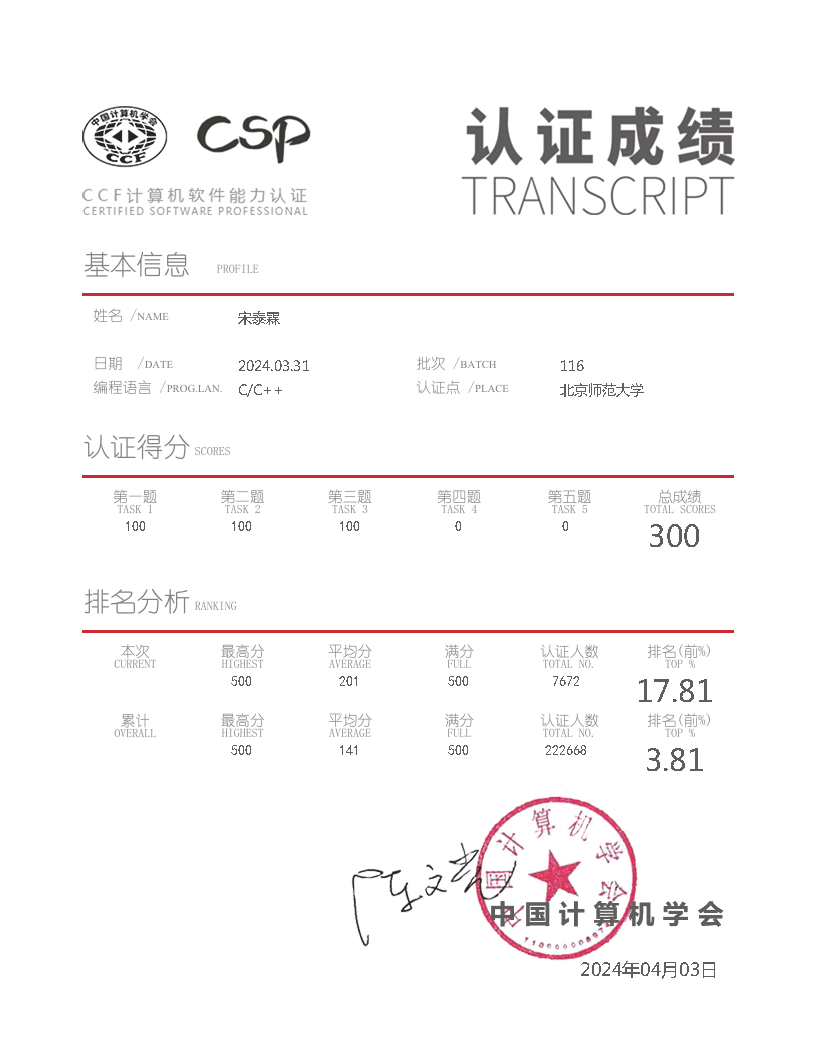 中国计算机学会
CCF
CSP
CCF计算机软件能力认证
CERTIFIED SOFTWARE PROFESSIONAL
认证成绩
TRANSCRIPT
基本信息 PROFILE
姓名 /NAME 宋泰霖
日期 /DATE 2024.03.31 批次 /BATCH 116
编程语言 /PROG.LAN. C/C++ 认证点 /PLACE 北京师范大学
认证得分 SCORES
第一题 第二题 第三题 第四题 第五题 总成绩
TASK 1 TASK 2 TASK 3 TASK 4 TASK 5 TOTAL SCORES
100 100 100 0 0 300
排名分析 RANKING
本次 最高分 平均分 满分 认证人数 排名(前%)
CURRENT HIGHEST AVERAGE FULL TOTAL NO. TOP %
500 201 500 7672 17.81
累计 最高分 平均分 满分 认证人数 排名(前%)
OVERALL HIGHEST AVERAGE FULL TOTAL NO. TOP %
500 141 500 222668 3.81
中国计算机学会
中国计算机学会
2024年04月03日